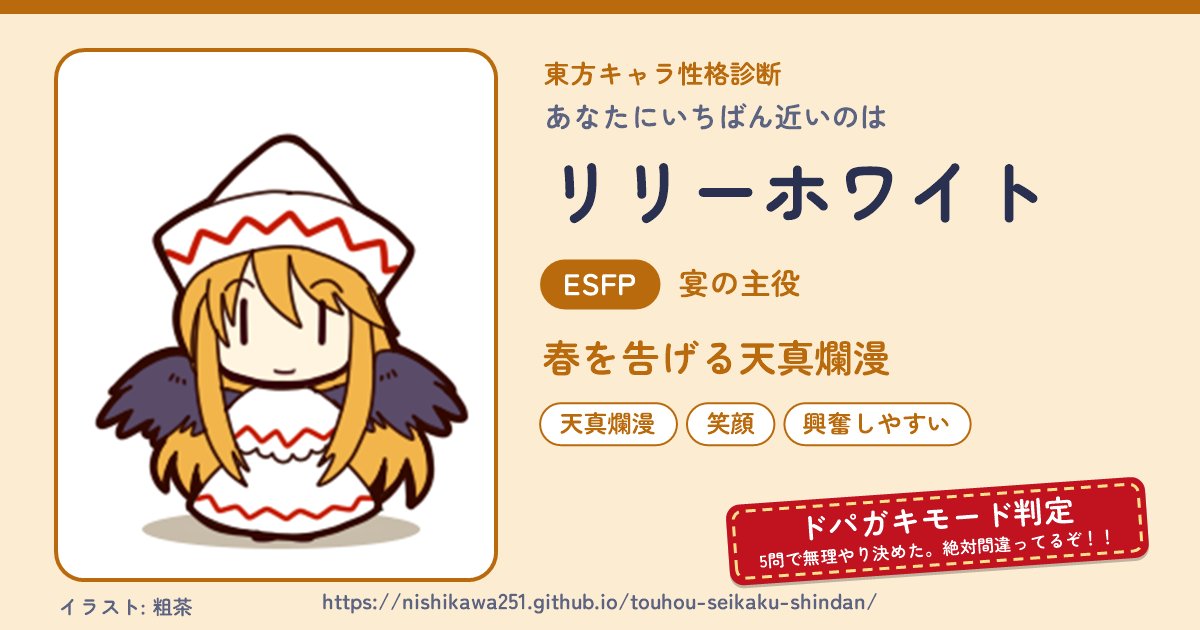 東方キャラ性格診断
あなたにいちばん近いのは
リリーホワイト
ESFP 宴の主役
春を告げる天真爛漫
天真爛漫 笑顔 興奮しやすい
ドパガキモード判定
5問で無理やり決めた。絶対間違ってるぞ！！
イラスト: 粗茶
https://nishikawa251.github.io/touhou-seikaku-shindan/